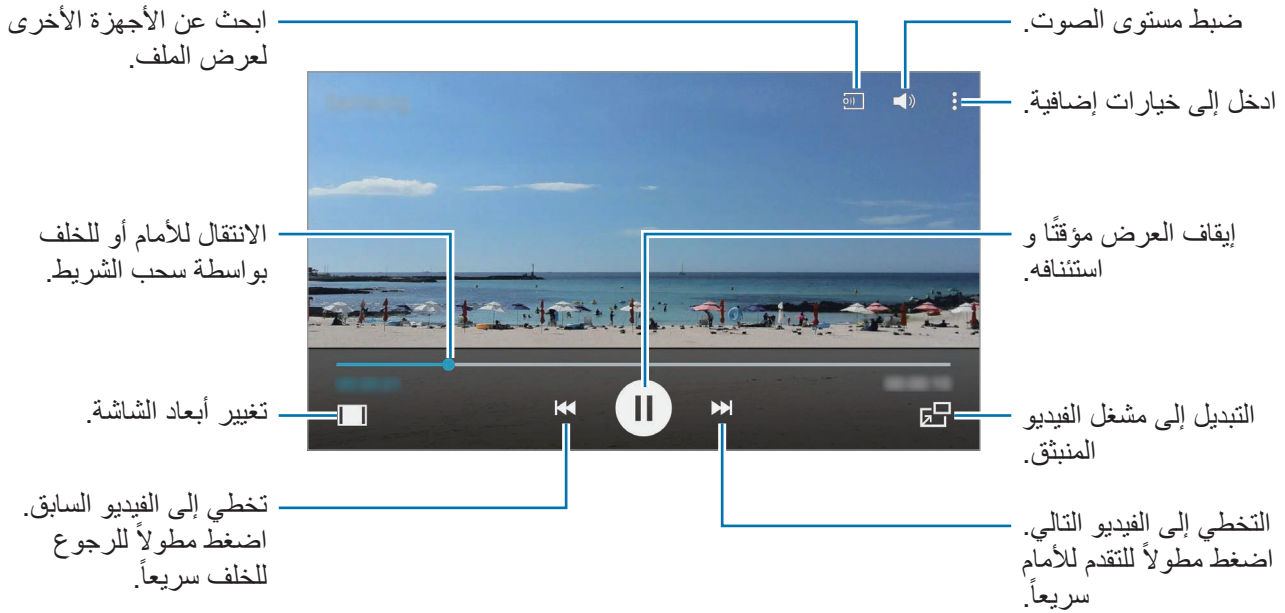 ضبط مستوى الصوت.
ادخل إلى خيارات إضافية.
إيقاف العرض مؤقتًا و
استئنافه.
التبديل إلى مشغل الفيديو
المنبثق.
التخطي إلى الفيديو التالي.
اضغط مطولاً للتقدم للأمام
سريعاً.
ابحث عن الأجهزة الأخرى
لعرض الملف.
الانتقال للأمام أو للخلف
بواسطة سحب الشريط.
تغيير أبعاد الشاشة.
تخطي إلى الفيديو السابق.
اضغط مطولاً للرجوع
للخلف سريعاً.